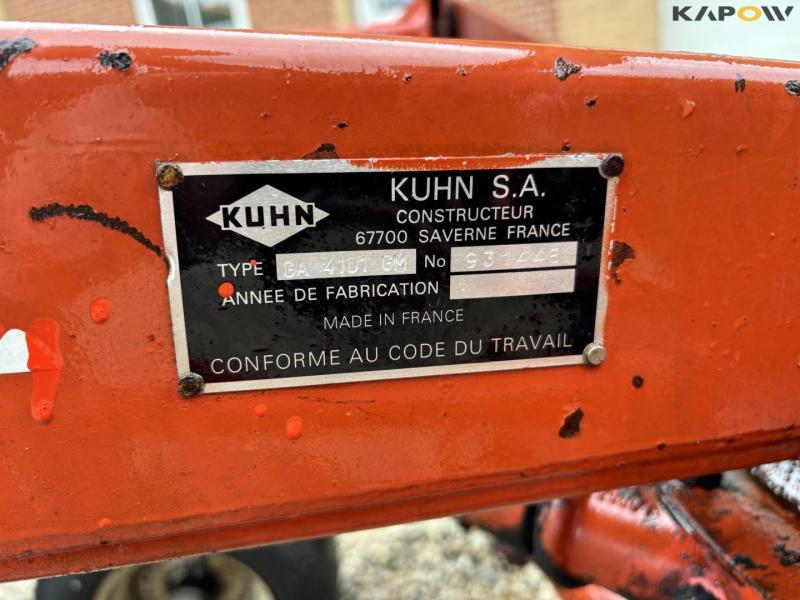 KAPOW
KUHN
KUHN S.A.
CONSTRUCTEUR
67700 SAVERNE FRANCE
TYPE GA 4101 GM No 931448
ANNEE DE FABRICATION
MADE IN FRANCE
CONFORME AU CODE DU TRAVAIL